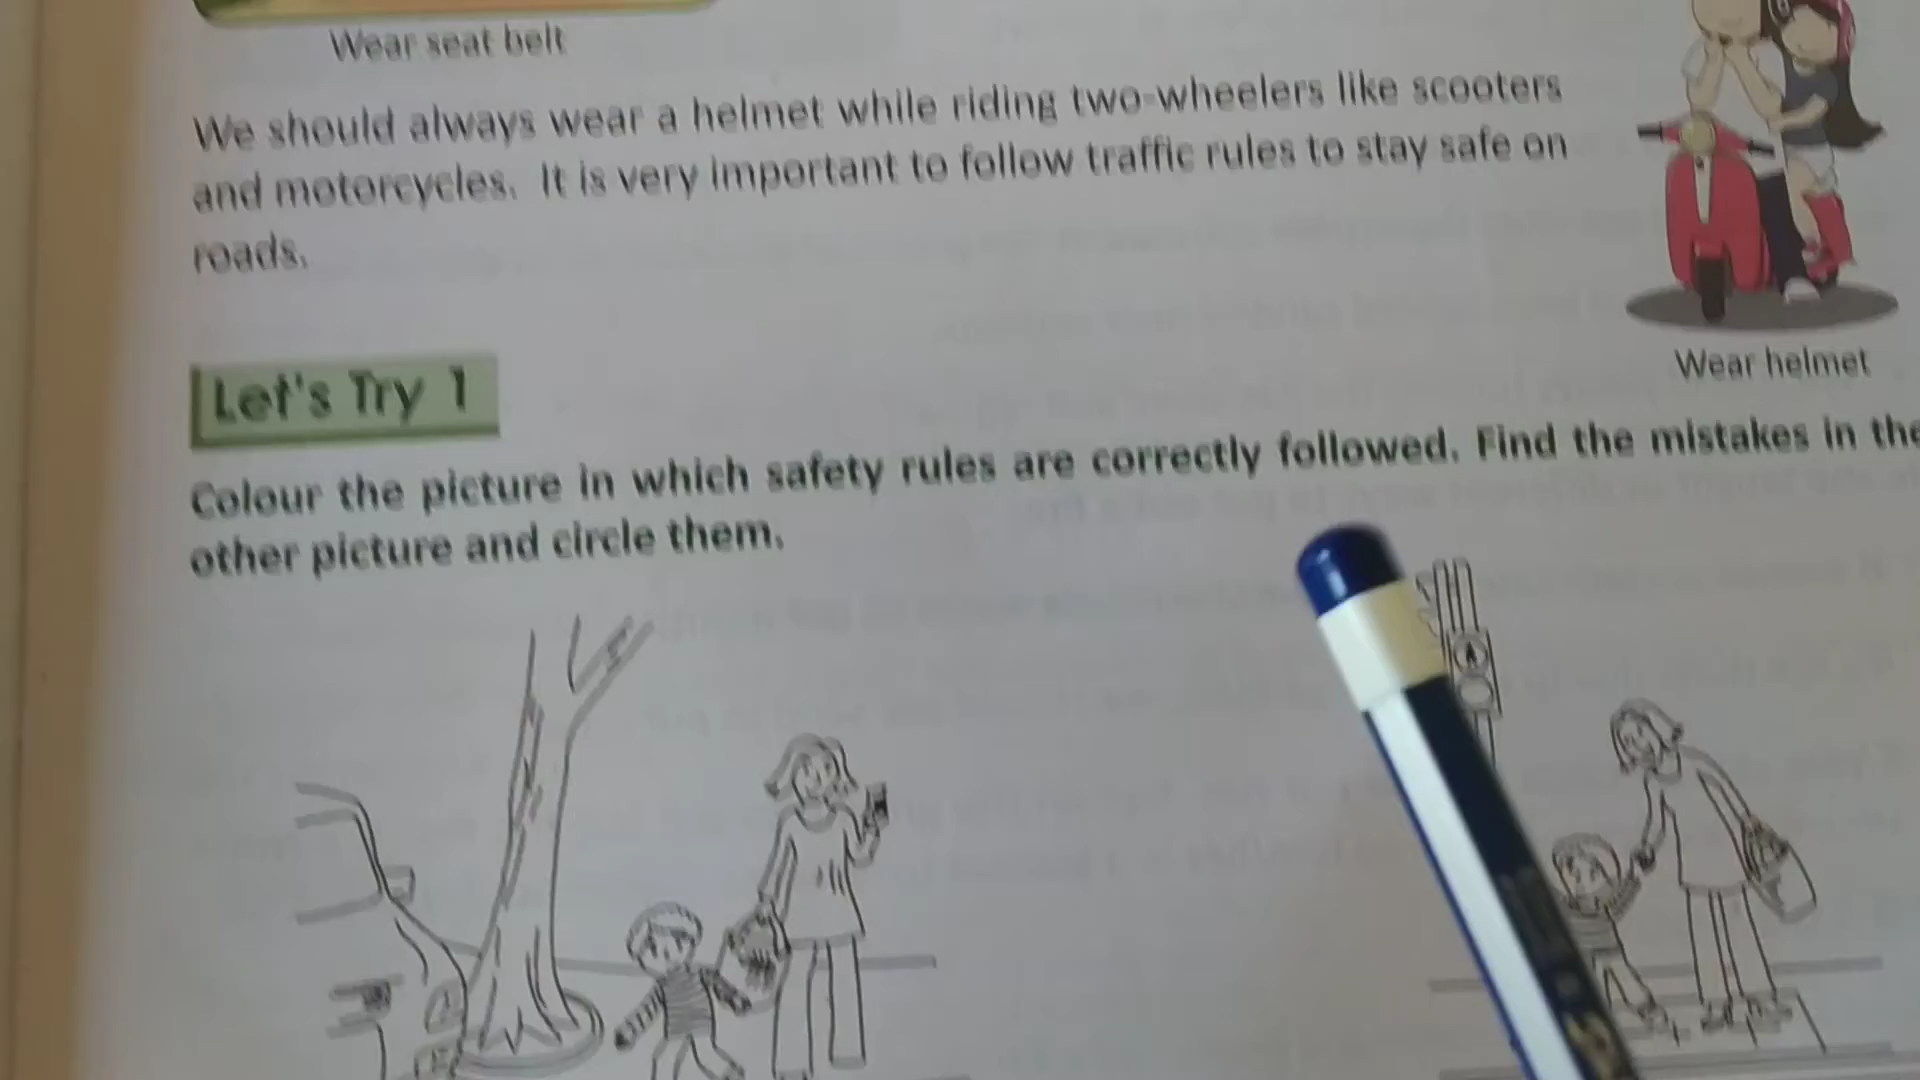 Wear seat belt
We should always wear a helmet while riding two-wheelers like scooters
and motorcycles. It is very important to follow traffic rules to stay safe on
roads.
Wear helmet
Let's Try 1
Colour the picture in which safety rules are correctly followed. Find the mistakes in the
other picture and circle them.